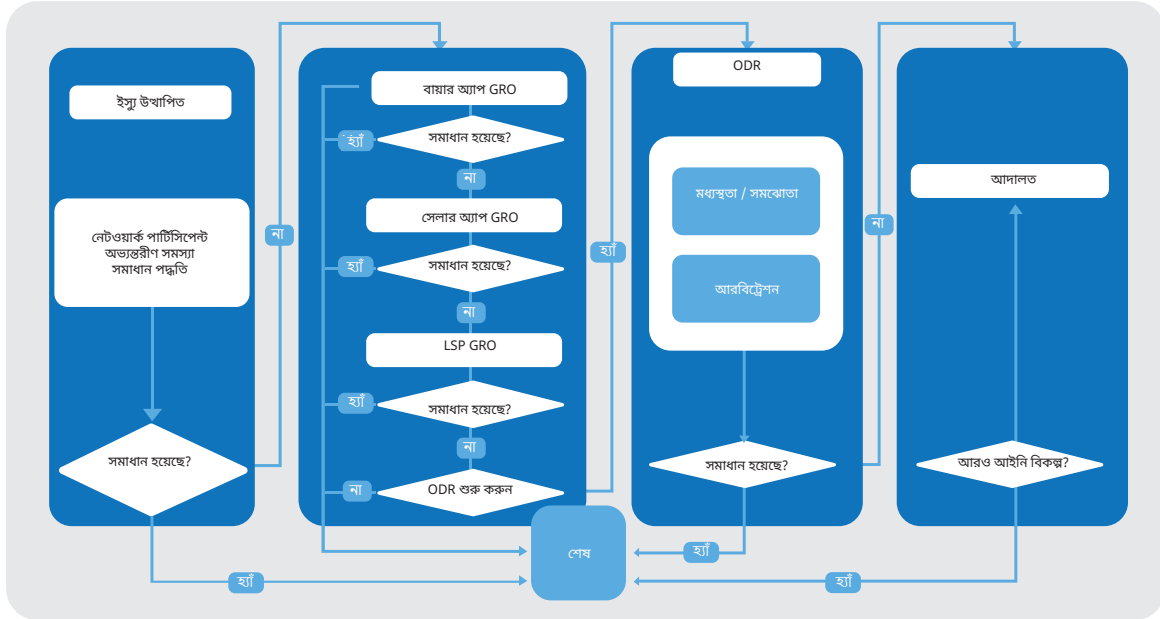 ইস্যু উত্থাপিত
নেটওয়ার্ক পার্টিসিপেন্ট
অভ্যন্তরীণ সমস্যা
সমাধান পদ্ধতি
সমাধান হয়েছে?
না
হ্যাঁ
বায়ার অ্যাপ GRO
সমাধান হয়েছে?
হ্যাঁ
না
সেলার অ্যাপ GRO
সমাধান হয়েছে?
হ্যাঁ
না
LSP GRO
সমাধান হয়েছে?
হ্যাঁ
না
ODR শুরু করুন
না
হ্যাঁ
ODR
মধ্যস্থতা / সমঝোতা
আরবিট্রেশন
সমাধান হয়েছে?
না
হ্যাঁ
আদালত
আরও আইনি বিকল্প?
হ্যাঁ
শেষ